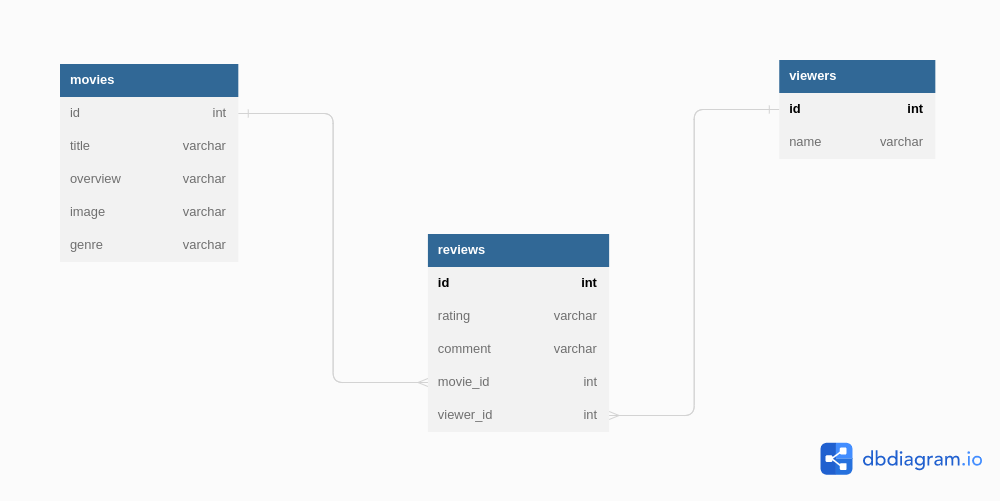 movies
id int
title varchar
overview varchar
image varchar
genre varchar
viewers
id int
name varchar
reviews
id int
rating varchar
comment varchar
movie_id int
viewer_id int
dbdiagram.io